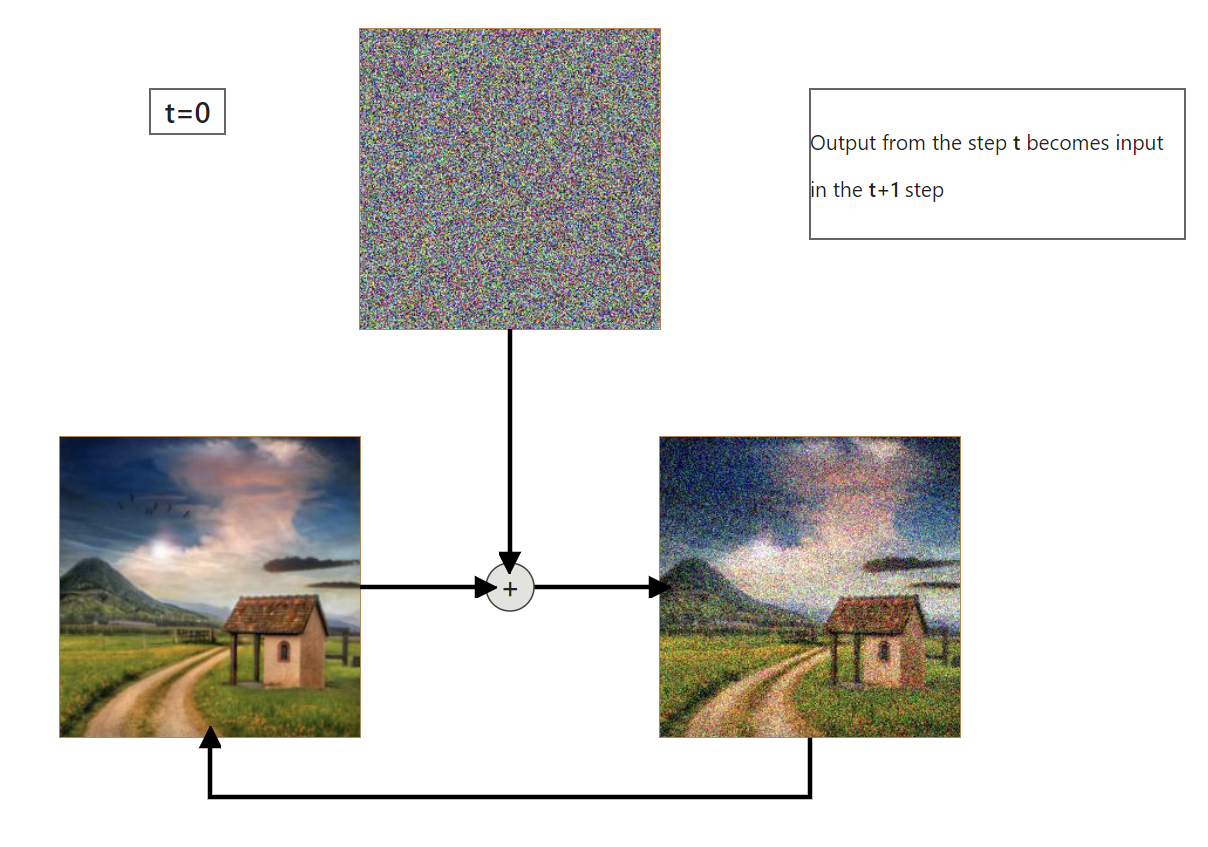 t=0
Output from the step t becomes input
in the t+1 step
+